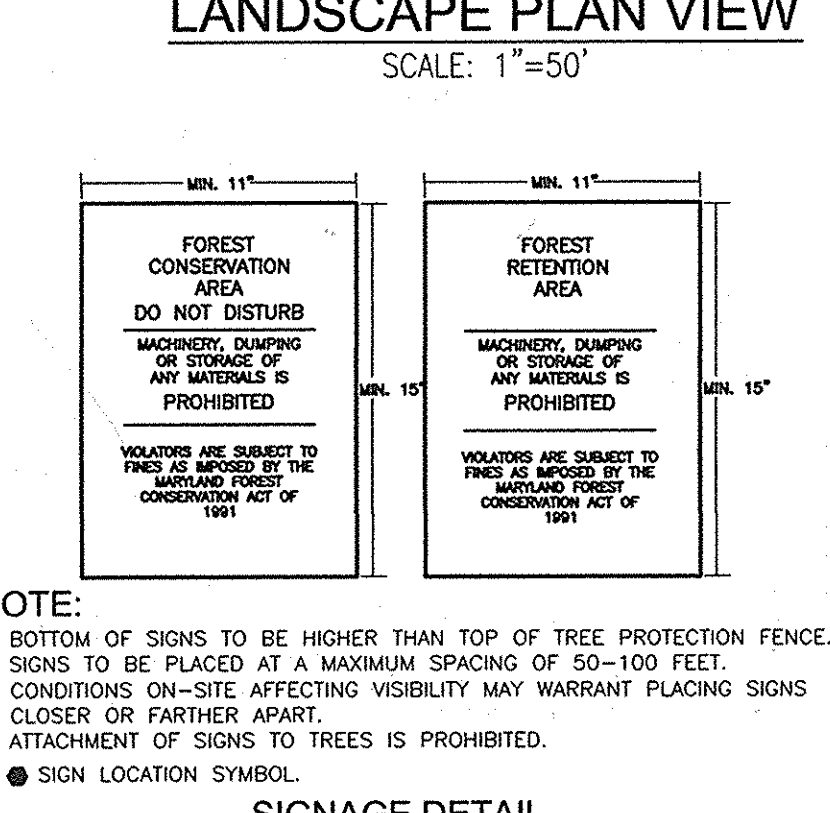 LANDSCAPE PLAN VIEW
SCALE: 1"=50'
MIN. 11"
FOREST
CONSERVATION
AREA
DO NOT DISTURB
MACHINERY, DUMPING
OR STORAGE OF
ANY MATERIALS IS
PROHIBITED
VIOLATORS ARE SUBJECT TO
FINES AS IMPOSED BY THE
MARYLAND FOREST
CONSERVATION ACT OF
1991
MIN. 15"
MIN. 11"
FOREST
RETENTION
AREA
MACHINERY, DUMPING
OR STORAGE OF
ANY MATERIALS IS
PROHIBITED
VIOLATORS ARE SUBJECT TO
FINES AS IMPOSED BY THE
MARYLAND FOREST
CONSERVATION ACT OF
1991
MIN. 15"
OTE:
BOTTOM OF SIGNS TO BE HIGHER THAN TOP OF TREE PROTECTION FENCE.
SIGNS TO BE PLACED AT A MAXIMUM SPACING OF 50-100 FEET.
CONDITIONS ON-SITE AFFECTING VISIBILITY MAY WARRANT PLACING SIGNS
CLOSER OR FARTHER APART.
ATTACHMENT OF SIGNS TO TREES IS PROHIBITED.
SIGN LOCATION SYMBOL.
SIGNAGE DETAIL